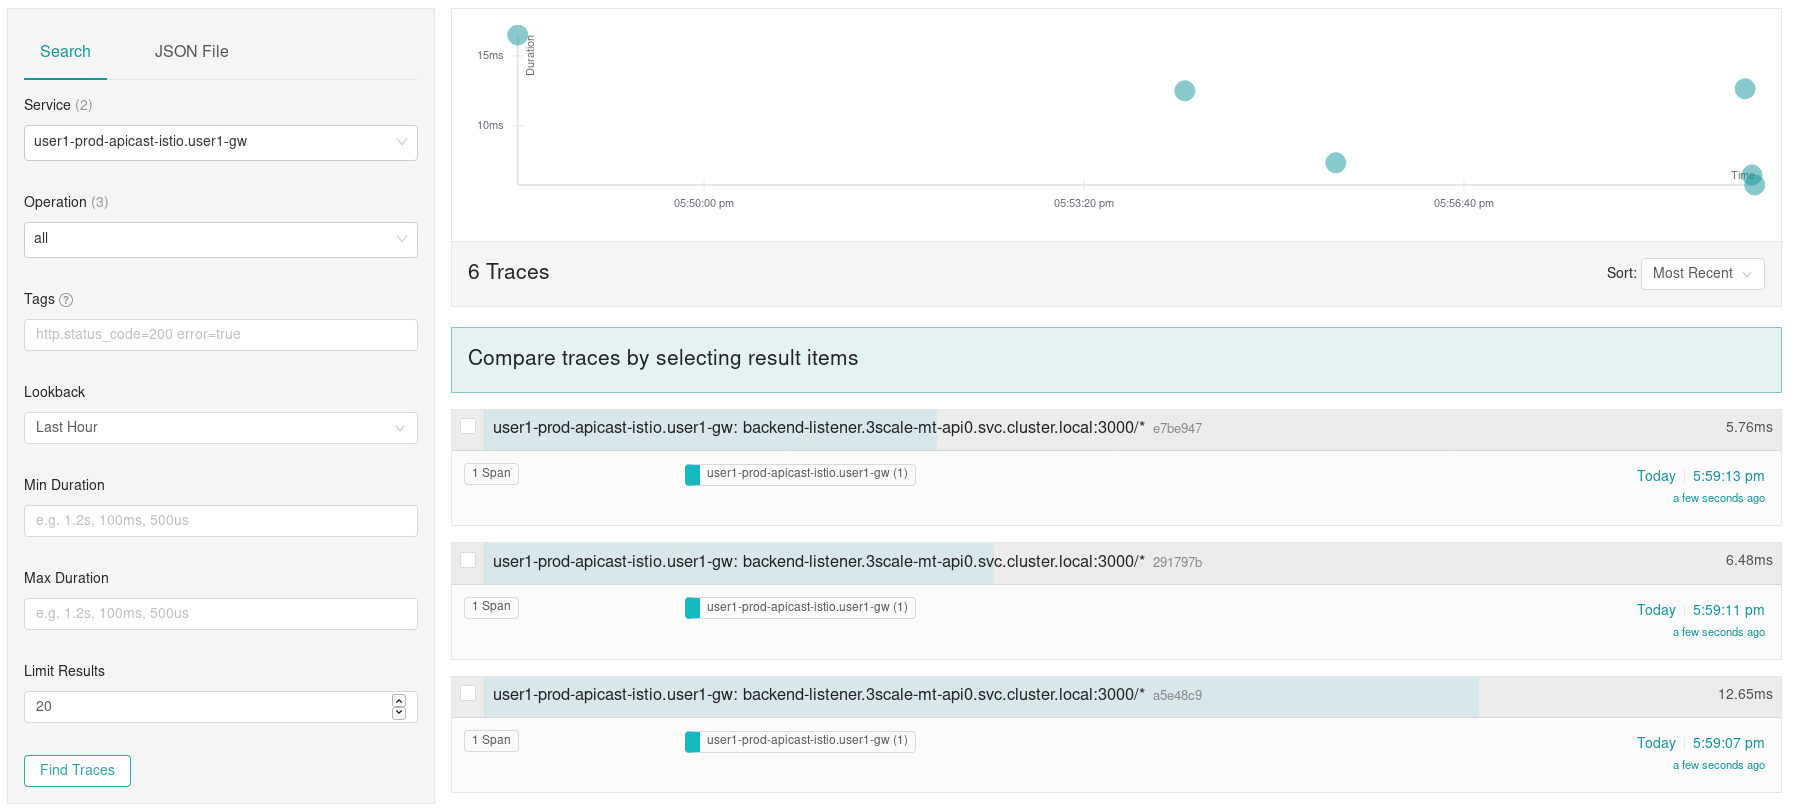 Search JSON File
Service (2)
user1-prod-apicast-istio.user1-gw
Operation (3)
all
Tags ?
http.status_code=200 error=true
Lookback
Last Hour
Min Duration
e.g. 1.2s, 100ms, 500us
Max Duration
e.g. 1.2s, 100ms, 500us
Limit Results
20
Find Traces
Duration
15ms
10ms
Time
05:50:00 pm 05:53:20 pm 05:56:40 pm
6 Traces Sort: Most Recent
Compare traces by selecting result items
user1-prod-apicast-istio.user1-gw: backend-listener.3scale-mt-api0.svc.cluster.local:3000/* e7be947 5.76ms
1 Span user1-prod-apicast-istio.user1-gw (1) Today 5:59:13 pm
a few seconds ago
user1-prod-apicast-istio.user1-gw: backend-listener.3scale-mt-api0.svc.cluster.local:3000/* 291797b 6.48ms
1 Span user1-prod-apicast-istio.user1-gw (1) Today 5:59:11 pm
a few seconds ago
user1-prod-apicast-istio.user1-gw: backend-listener.3scale-mt-api0.svc.cluster.local:3000/* a5e48c9 12.65ms
1 Span user1-prod-apicast-istio.user1-gw (1) Today 5:59:07 pm
a few seconds ago